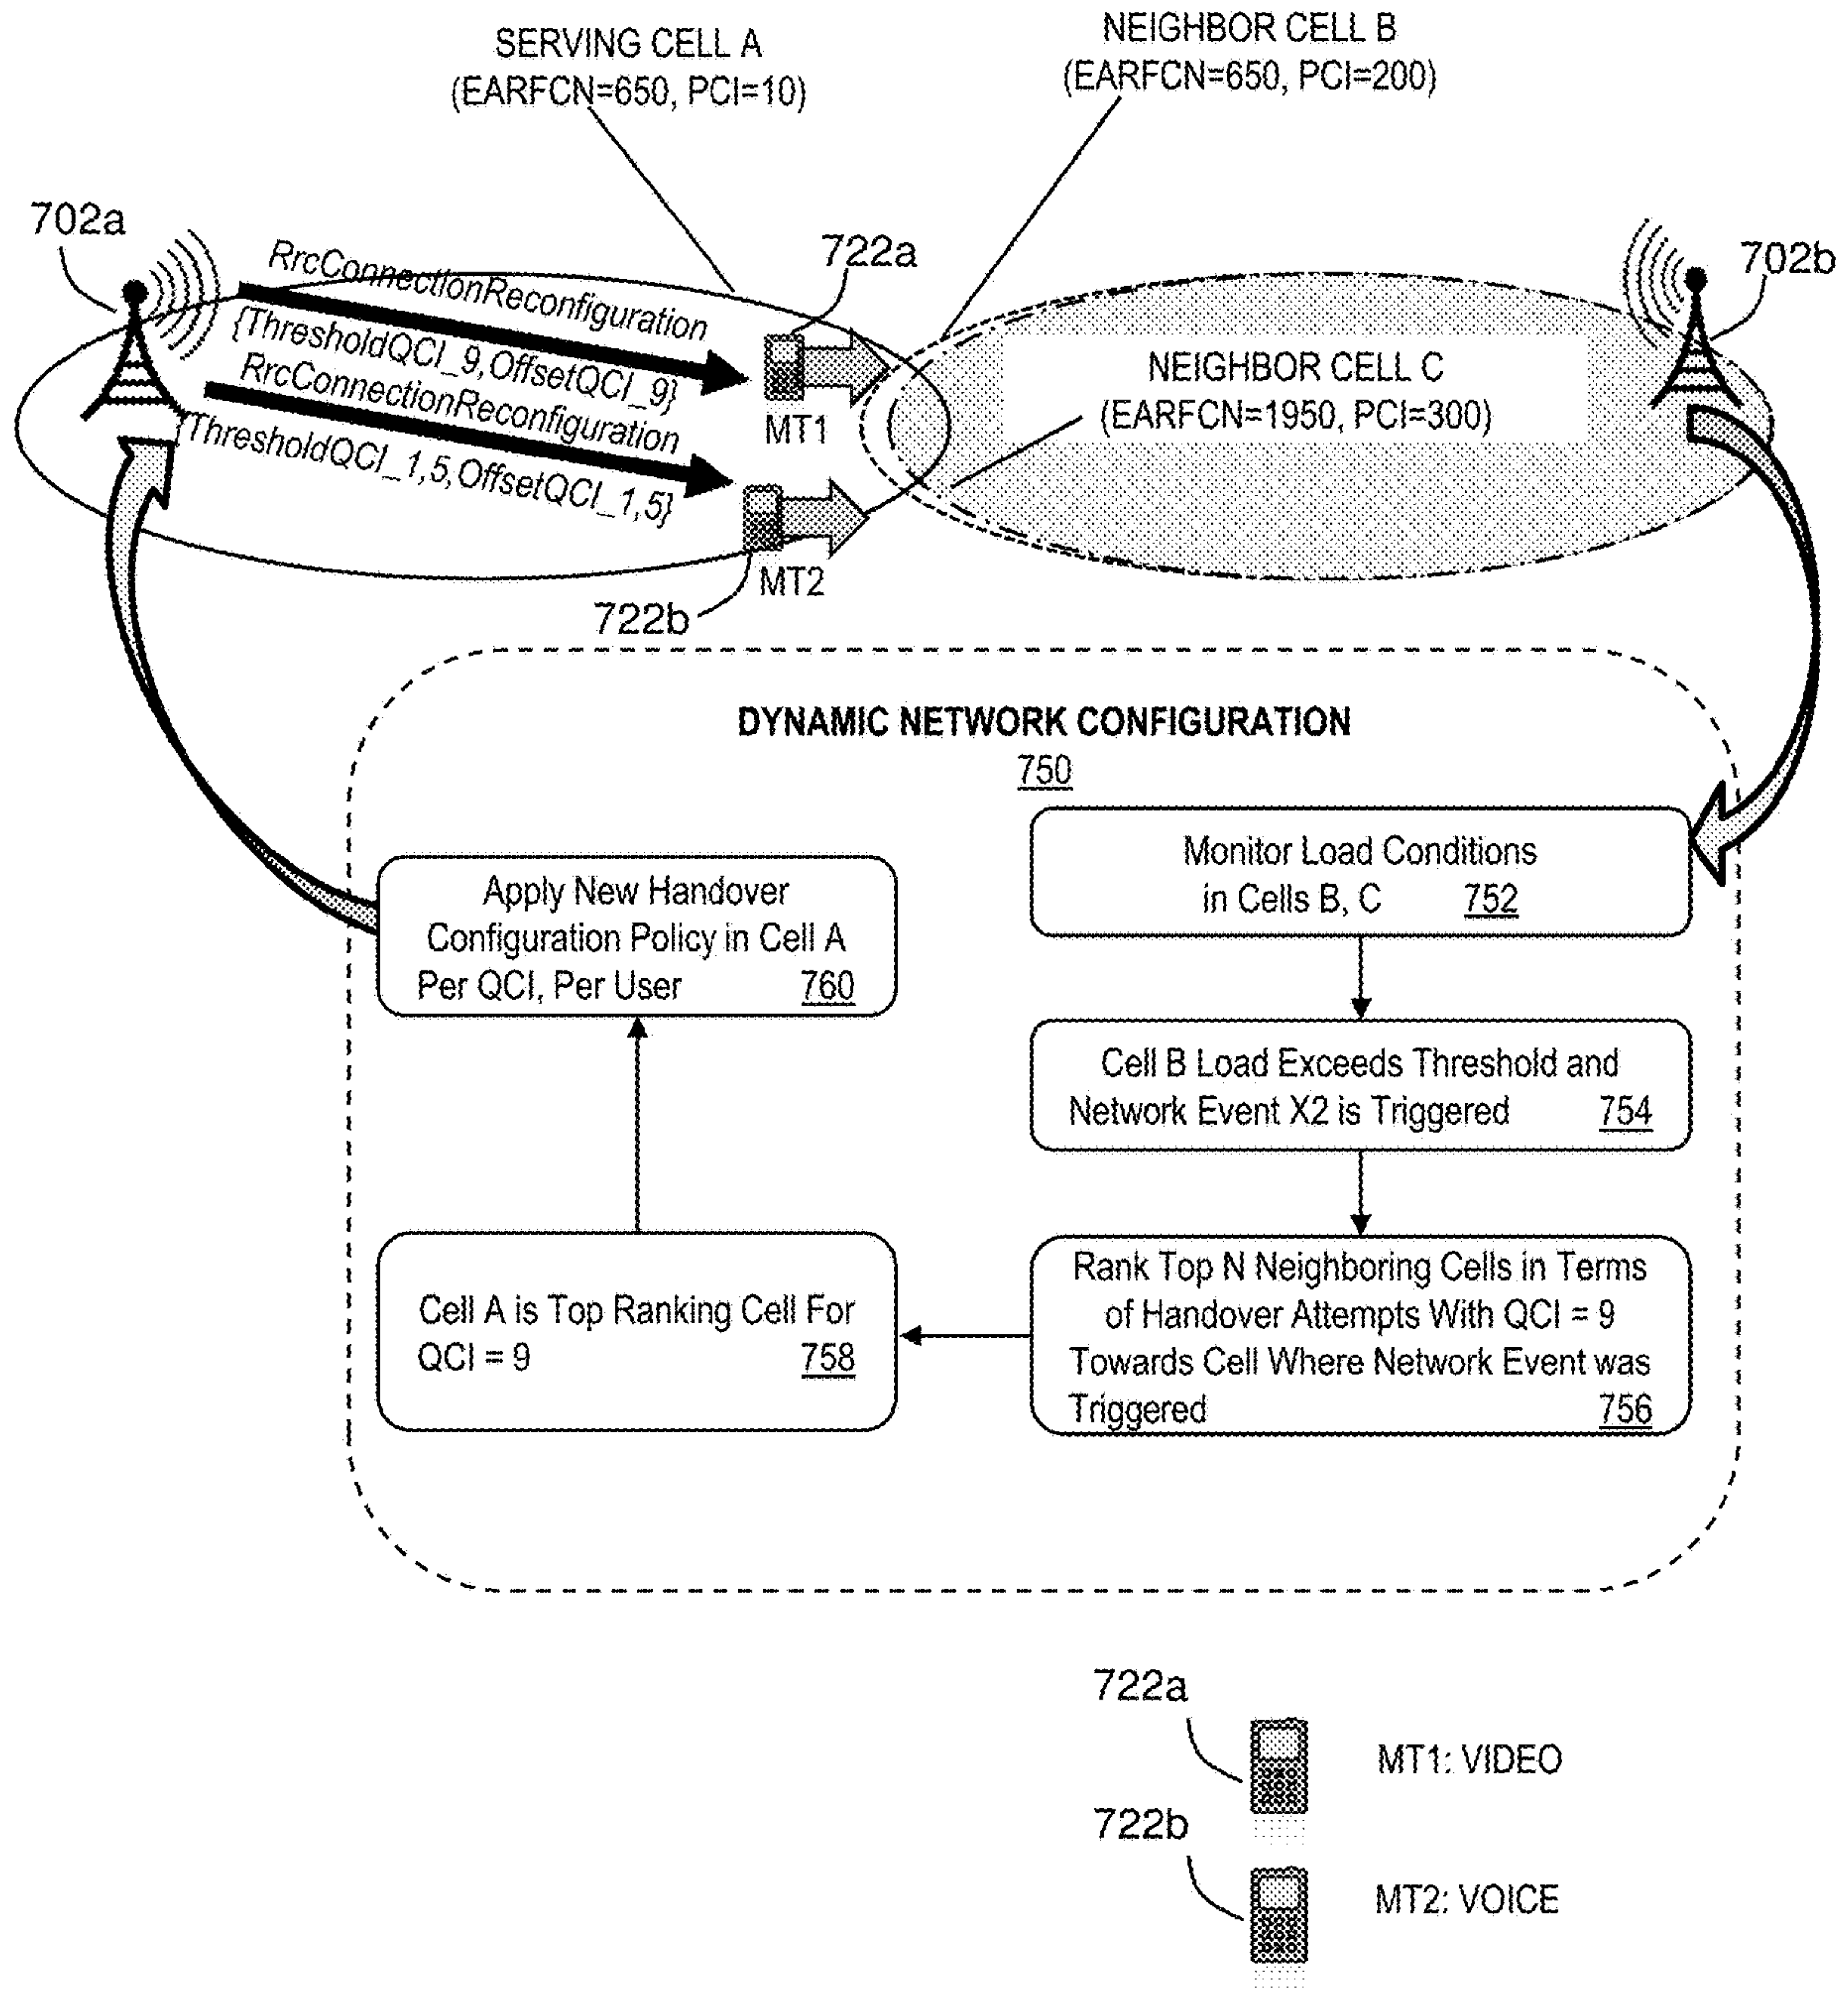 SERVING CELL A
(EARFCN=650, PCI=10)
NEIGHBOR CELL B
(EARFCN=650, PCI=200)
702a
722a
702b
RrcConnectionReconfiguration
{ThresholdQCI_9,OffsetQCI_9}
RrcConnectionReconfiguration
{ThresholdQCI_1,5,OffsetQCI_1,5}
MT1
NEIGHBOR CELL C
(EARFCN=1950, PCI=300)
MT2
722b
DYNAMIC NETWORK CONFIGURATION
750
Monitor Load Conditions
in Cells B, C 752
Cell B Load Exceeds Threshold and
Network Event X2 is Triggered 754
Rank Top N Neighboring Cells in Terms
of Handover Attempts With QCI = 9
Towards Cell Where Network Event was
Triggered 756
Cell A is Top Ranking Cell For
QCI = 9 758
Apply New Handover
Configuration Policy in Cell A
Per QCI, Per User 760
722a
MT1: VIDEO
722b
MT2: VOICE